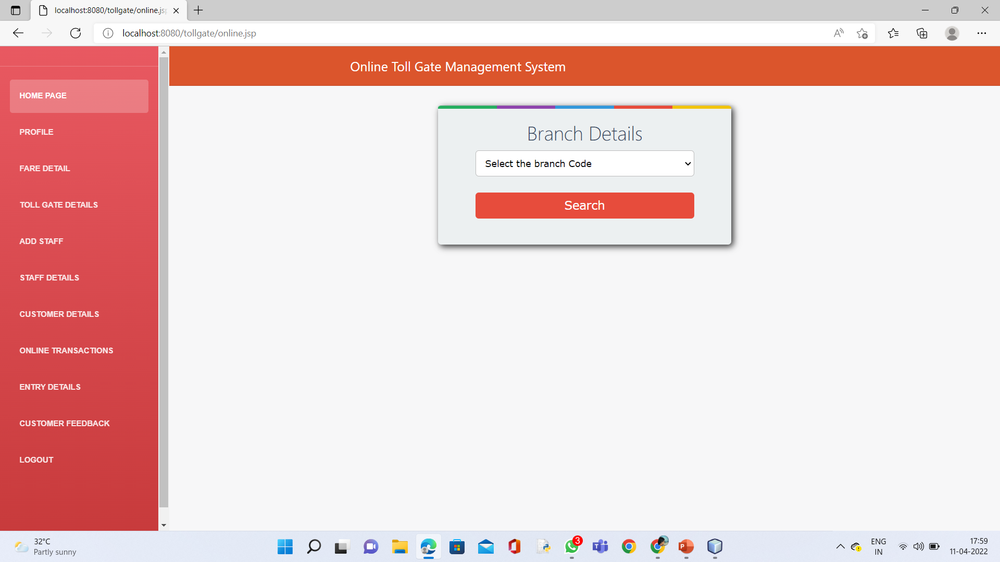 localhost:8080/tollgate/online.js
localhost:8080/tollgate/online.jsp
Online Toll Gate Management System
HOME PAGE
PROFILE
FARE DETAIL
TOLL GATE DETAILS
ADD STAFF
STAFF DETAILS
CUSTOMER DETAILS
ONLINE TRANSACTIONS
ENTRY DETAILS
CUSTOMER FEEDBACK
LOGOUT
Branch Details
Select the branch Code
Search
32°C
Partly sunny
3
ENG
IN
17:59
11-04-2022